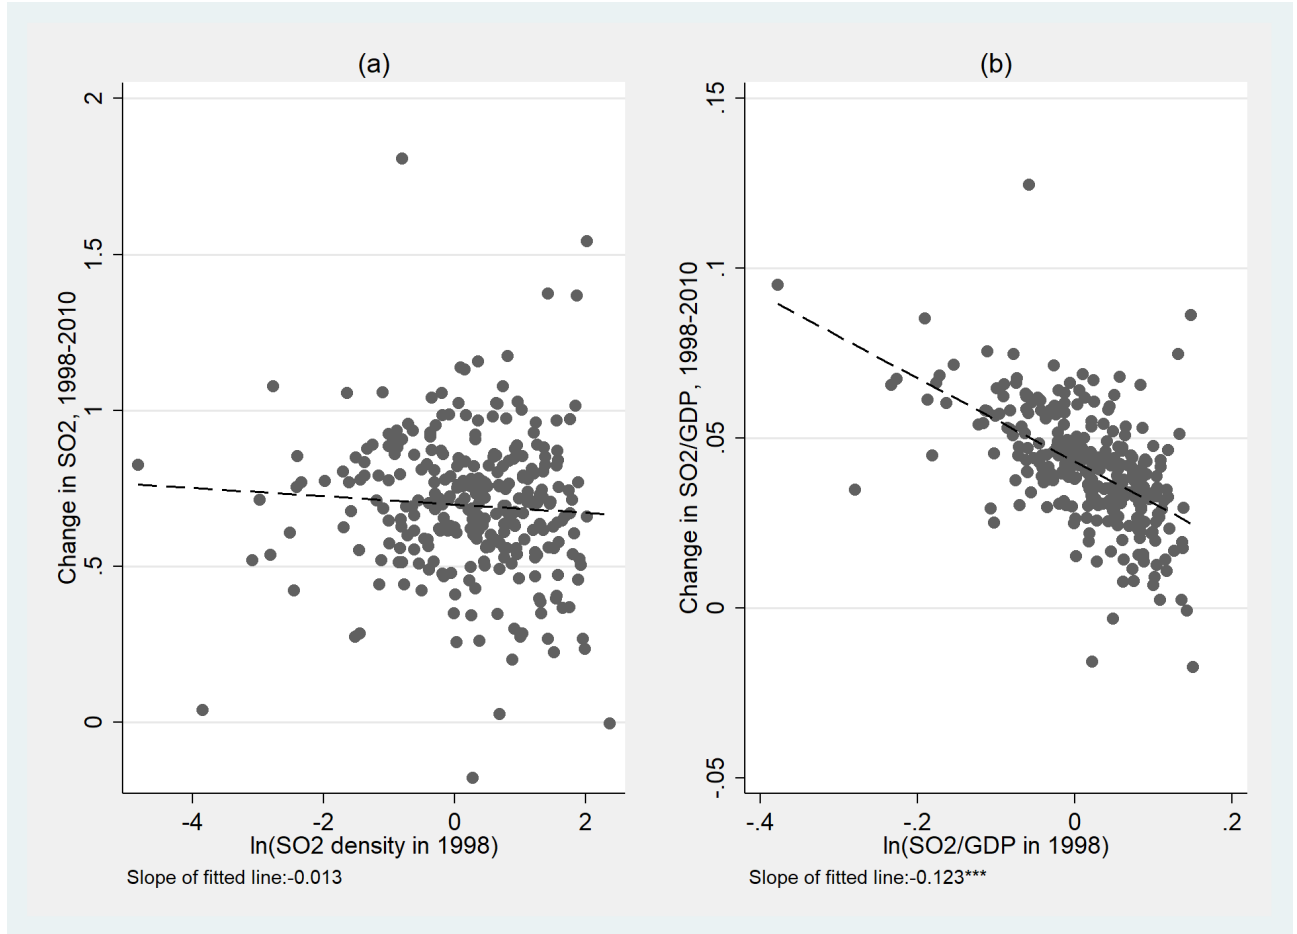 (a)
2
1.5
1
.5
0
Change in SO2, 1998-2010
-4 -2 0 2
ln(SO2 density in 1998)
Slope of fitted line:-0.013
(b)
.15
.1
.05
0
-.05
Change in SO2/GDP, 1998-2010
-.4 -.2 0 .2
ln(SO2/GDP in 1998)
Slope of fitted line:-0.123***